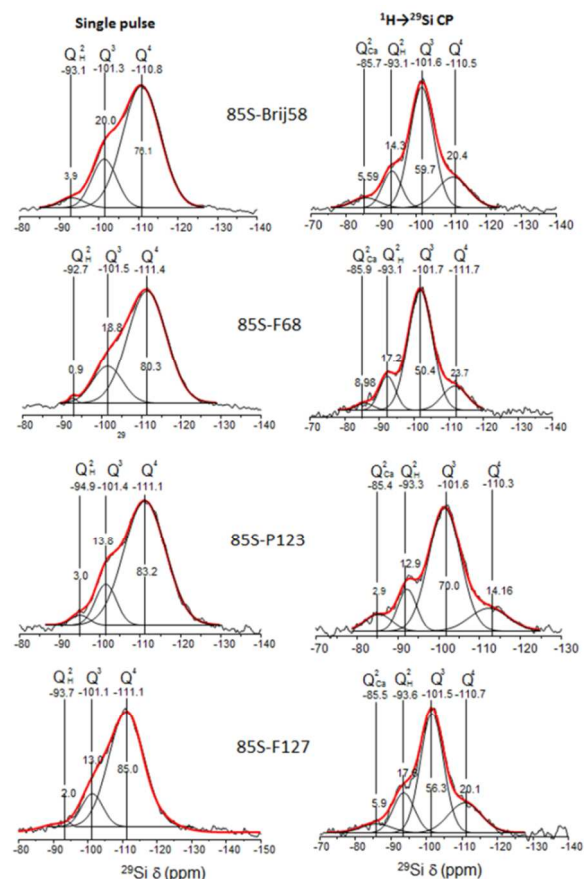 Single pulse
¹H→²⁹Si CP
Q²H Q³ Q⁴
-93.1 -101.3 -110.8
20.0
3.9
76.1
-80 -90 -100 -110 -120 -130 -140
85S-Brij58
Q²Ca Q²H Q³ Q⁴
-85.7 -93.1 -101.6 -110.5
14.3
20.4
5.59
59.7
-70 -80 -90 -100 -110 -120 -130 -140
Q²H Q³ Q⁴
-92.7 -101.5 -111.4
18.8
0.9
80.3
-80 -90 -100 -110 -120 -130 -140
29
85S-F68
Q²Ca Q²H Q³ Q⁴
-85.9 -93.1 -101.7 -111.7
17.2
8.98
50.4
23.7
-70 -80 -90 -100 -110 -120 -130 -140
Q²H Q³ Q⁴
-94.9 -101.4 -111.1
13.8
3.0
83.2
-80 -90 -100 -110 -120 -130 -140
85S-P123
Q²Ca Q²H Q³ Q⁴
-85.4 -93.3 -101.6 -110.3
12.9
2.9
70.0
14.16
-70 -80 -90 -100 -110 -120 -130
Q²H Q³ Q⁴
-93.7 -101.1 -111.1
13.0
2.0
85.0
-80 -90 -100 -110 -120 -130 -140 -150
²⁹Si δ (ppm)
85S-F127
Q²Ca Q²H Q³ Q⁴
-85.5 -93.6 -101.5 -110.7
5.9
56.3
20.1
-70 -80 -90 -100 -110 -120 -130 -140
²⁹Si δ (ppm)